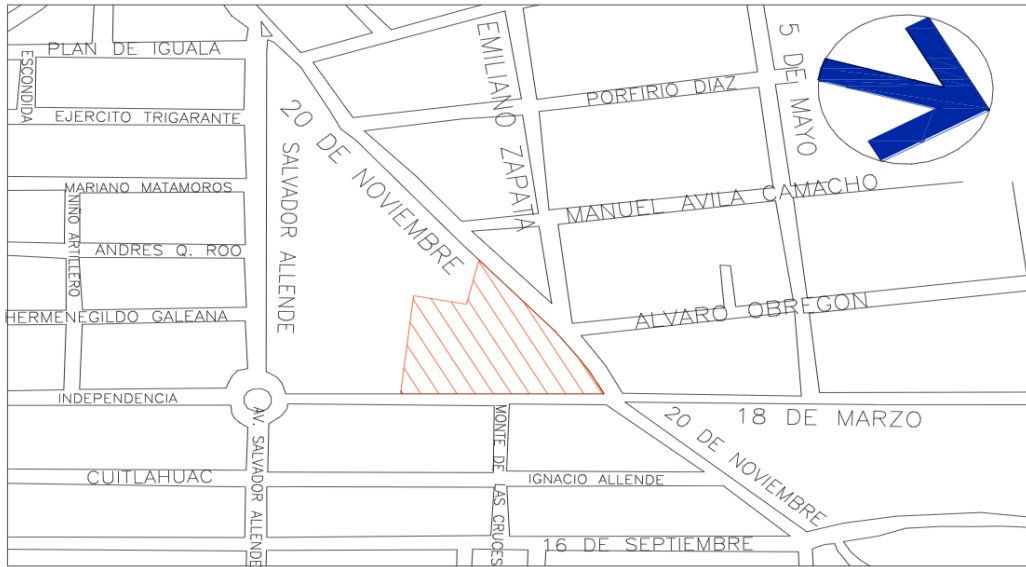 PLAN DE IGUALA
ESCONDIDA
EJERCITO TRIGARANTE
MARIANO MATAMOROS
NIÑO ARTILLERO
ANDRES Q. ROO
HERMENEGILDO GALEANA
INDEPENDENCIA
CUITLAHUAC
SALVADOR ALLENDE
AV. SALVADOR ALLENDE
20 DE NOVIEMBRE
EMILIANO ZAPATA
5 DE MAYO
PORFIRIO DIAZ
MANUEL AVILA CAMACHO
ALVARO OBREGON
18 DE MARZO
20 DE NOVIEMBRE
MONTE DE LAS CRUCES
IGNACIO ALLENDE
16 DE SEPTIEMBRE